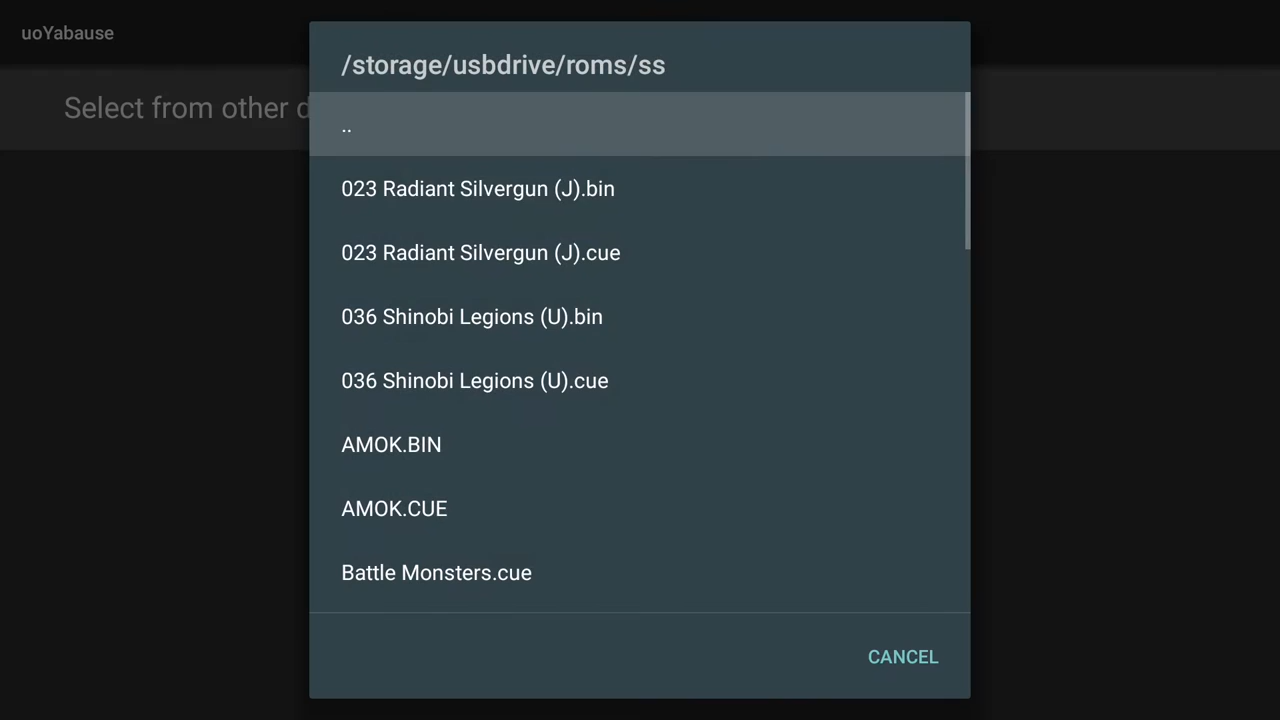 uoYabause
Select from other d
/storage/usbdrive/roms/ss
..
023 Radiant Silvergun (J).bin
023 Radiant Silvergun (J).cue
036 Shinobi Legions (U).bin
036 Shinobi Legions (U).cue
AMOK.BIN
AMOK.CUE
Battle Monsters.cue
CANCEL